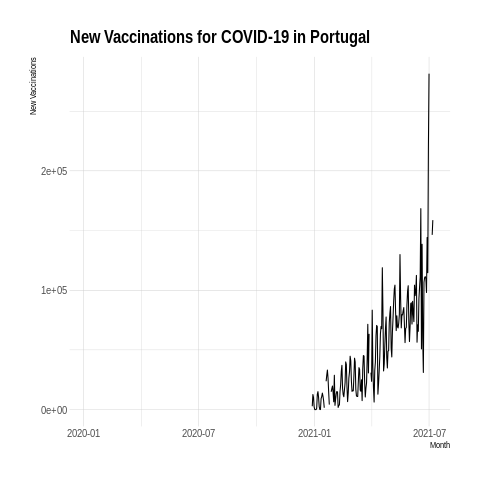 New Vaccinations for COVID-19 in Portugal
New Vaccinations
2e+05
1e+05
0e+00
2020-01 2020-07 2021-01 2021-07
Month